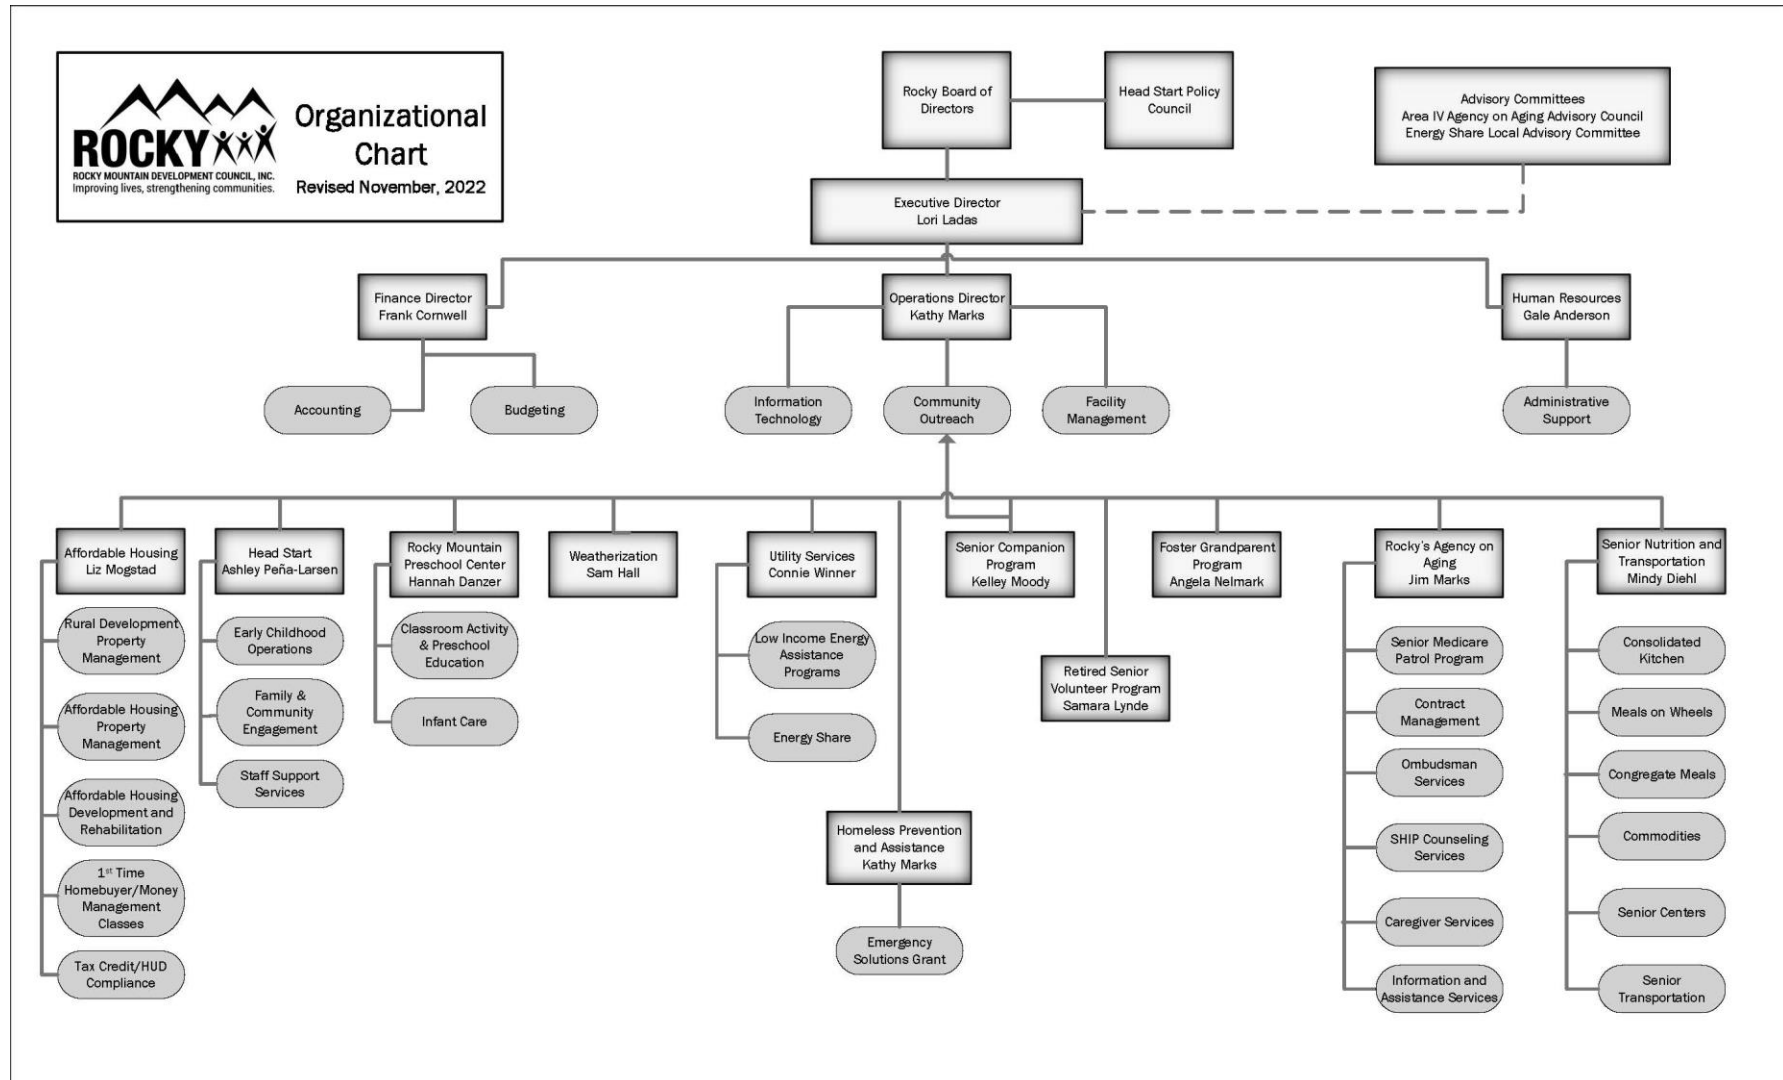 ROCKY
ROCKY MOUNTAIN DEVELOPMENT COUNCIL, INC.
Improving lives, strengthening communities.
Organizational
Chart
Revised November, 2022
Rocky Board of
Directors
Head Start Policy
Council
Advisory Committees
Area IV Agency on Aging Advisory Council
Energy Share Local Advisory Committee
Executive Director
Lori Ladas
Finance Director
Frank Cornwell
Operations Director
Kathy Marks
Human Resources
Gale Anderson
Accounting
Budgeting
Information
Technology
Community
Outreach
Facility
Management
Administrative
Support
Affordable Housing
Liz Mogstad
Rural Development
Property
Management
Affordable Housing
Property
Management
Affordable Housing
Development and
Rehabilitation
1st Time
Homebuyer/Money
Management
Classes
Tax Credit/HUD
Compliance
Head Start
Ashley Peña-Larsen
Early Childhood
Operations
Family &
Community
Engagement
Staff Support
Services
Rocky Mountain
Preschool Center
Hannah Danzer
Classroom Activity
& Preschool
Education
Infant Care
Weatherization
Sam Hall
Utility Services
Connie Winner
Low Income Energy
Assistance
Programs
Energy Share
Homeless Prevention
and Assistance
Kathy Marks
Emergency
Solutions Grant
Senior Companion
Program
Kelley Moody
Retired Senior
Volunteer Program
Samara Lynde
Foster Grandparent
Program
Angela Nelmark
Rocky's Agency on
Aging
Jim Marks
Senior Medicare
Patrol Program
Contract
Management
Ombudsman
Services
SHIP Counseling
Services
Caregiver Services
Information and
Assistance Services
Senior Nutrition and
Transportation
Mindy Diehl
Consolidated
Kitchen
Meals on Wheels
Congregate Meals
Commodities
Senior Centers
Senior
Transportation